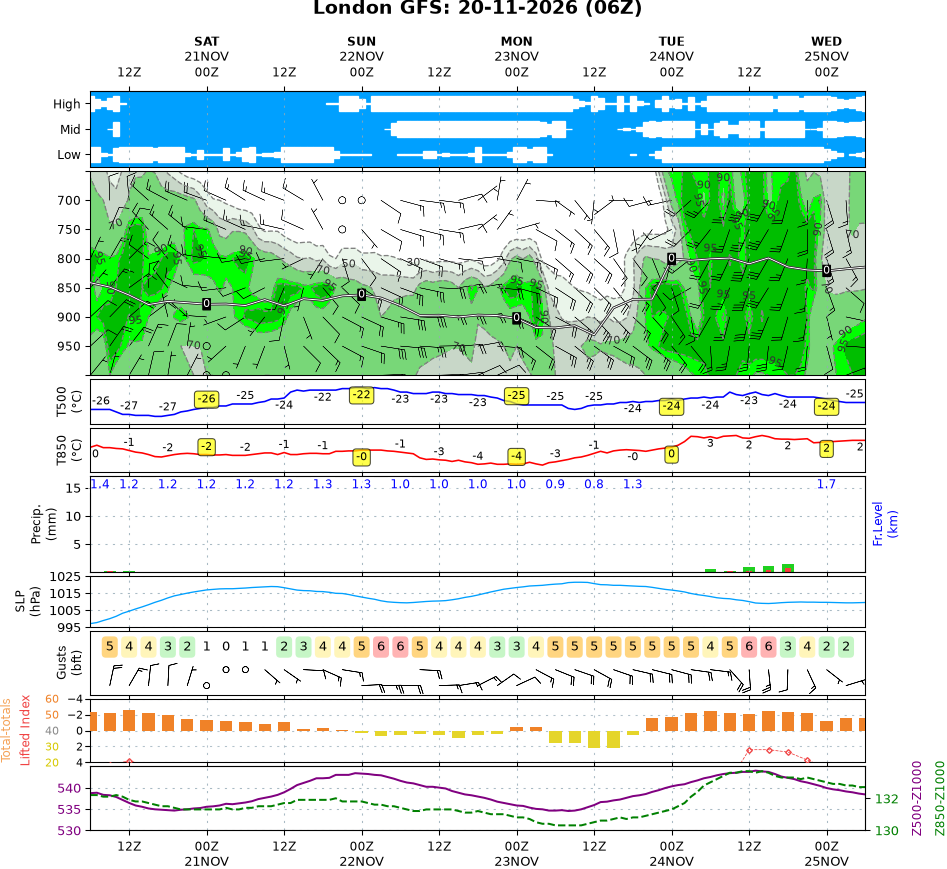 London GFS: 20-11-2026 (06Z)
SAT SUN MON TUE WED
21NOV 22NOV 23NOV 24NOV 25NOV
12Z 00Z 12Z 00Z 12Z 00Z 12Z 00Z 12Z 00Z
High
Mid
Low
700
750
800
850
900
950
T500
(°C)
-26 -27 -27 -26 -25 -24 -22 -22 -23 -23 -25 -25 -24 -24 -24 -23 -24 -24 -25
T850
(°C)
0 -1 -2 -2 -2 -1 -1 -0 -1 -3 -4 -4 -3 -1 -0 0 3 2 2 2 2
Precip.
(mm)
15
10
5
1.4 1.2 1.2 1.2 1.2 1.2 1.3 1.3 1.0 1.0 1.0 1.0 0.9 0.8 1.3 1.7
Fr.Level
(km)
SLP
(hPa)
1025
1015
1005
995
Gusts
(bft)
5 4 4 3 2 1 0 1 1 2 3 4 4 5 6 6 5 4 4 4 3 3 4 5 5 5 5 5 5 5 5 4 5 6 6 3 4 2 2
Total-totals
Lifted Index
60 −4
50 −2
40 0
30 2
20 4
540
535
530
132
130
Z500-Z1000
Z850-Z1000
12Z 00Z 12Z 00Z 12Z 00Z 12Z 00Z 12Z 00Z
21NOV 22NOV 23NOV 24NOV 25NOV